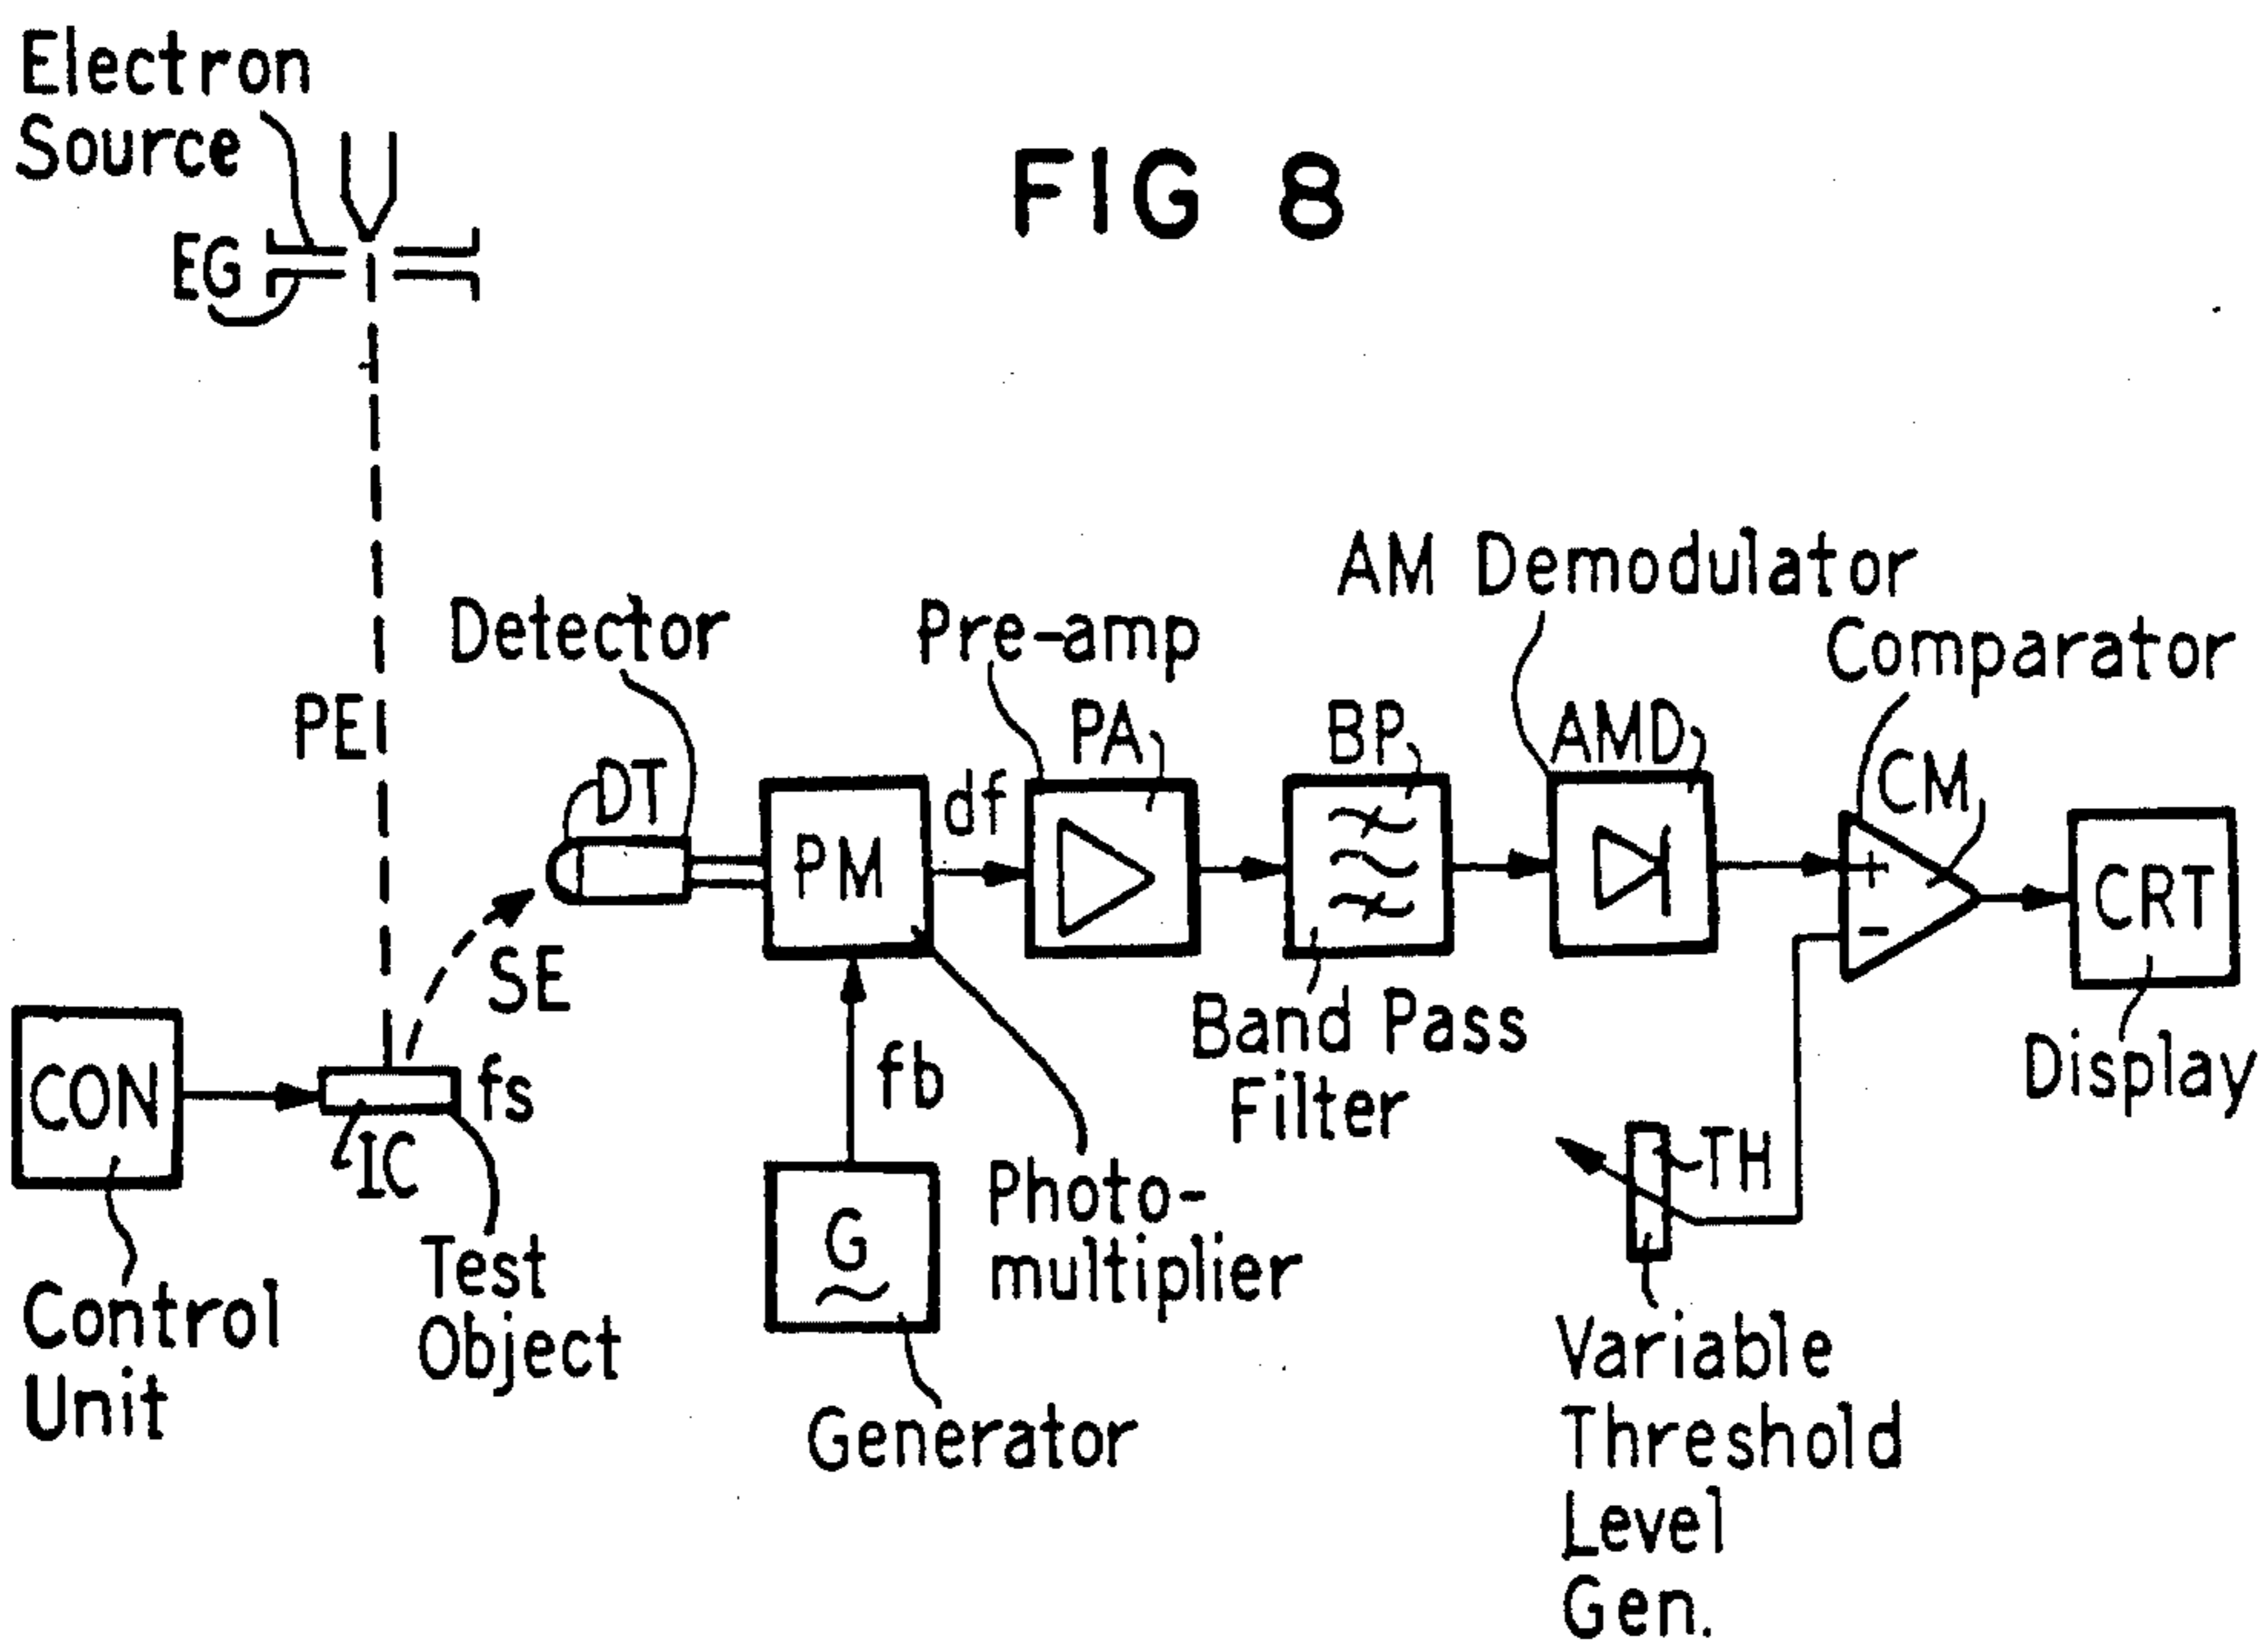 Electron
Source
FIG 8
EG
AM Demodulator
Detector
Pre-amp
Comparator
PE
PA
BP
AMD
CM
DT
df
PM
CRT
+
-
SE
Band Pass
Filter
Display
CON
fs
fb
IC
TH
Photo-
multiplier
G
Test
Object
Control
Unit
Generator
Variable
Threshold
Level
Gen.